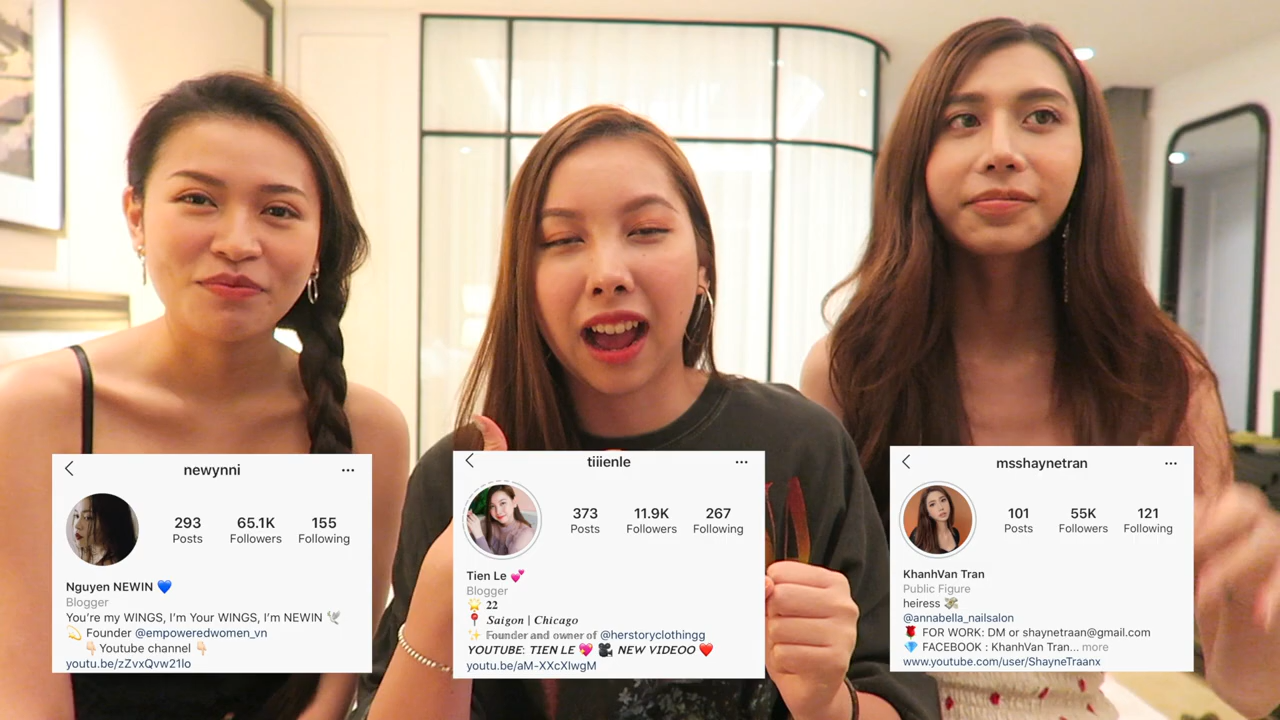 newynni
293 65.1K 155
Posts Followers Following
Nguyen NEWIN 💙
Blogger
You're my WINGS, I'm Your WINGS, I'm NEWIN 🕊
💫 Founder @empoweredwomen_vn
👇🏻Youtube channel 👇🏻
youtu.be/zZvxQvw21Io
tiiienle
373 11.9K 267
Posts Followers Following
Tien Le 💕
Blogger
🌟 22
📍 Saigon | Chicago
✨ Founder and owner of @herstoryclothingg
YOUTUBE: TIEN LE 💖 🎥 NEW VIDEOO ❤️
youtu.be/aM-XXcXIwgM
msshaynetran
101 55K 121
Posts Followers Following
KhanhVan Tran
Public Figure
heiress 💸
@annabella_nailsalon
🌹 FOR WORK: DM or shaynetraan@gmail.com
💎 FACEBOOK : KhanhVan Tran... more
www.youtube.com/user/ShayneTraanx